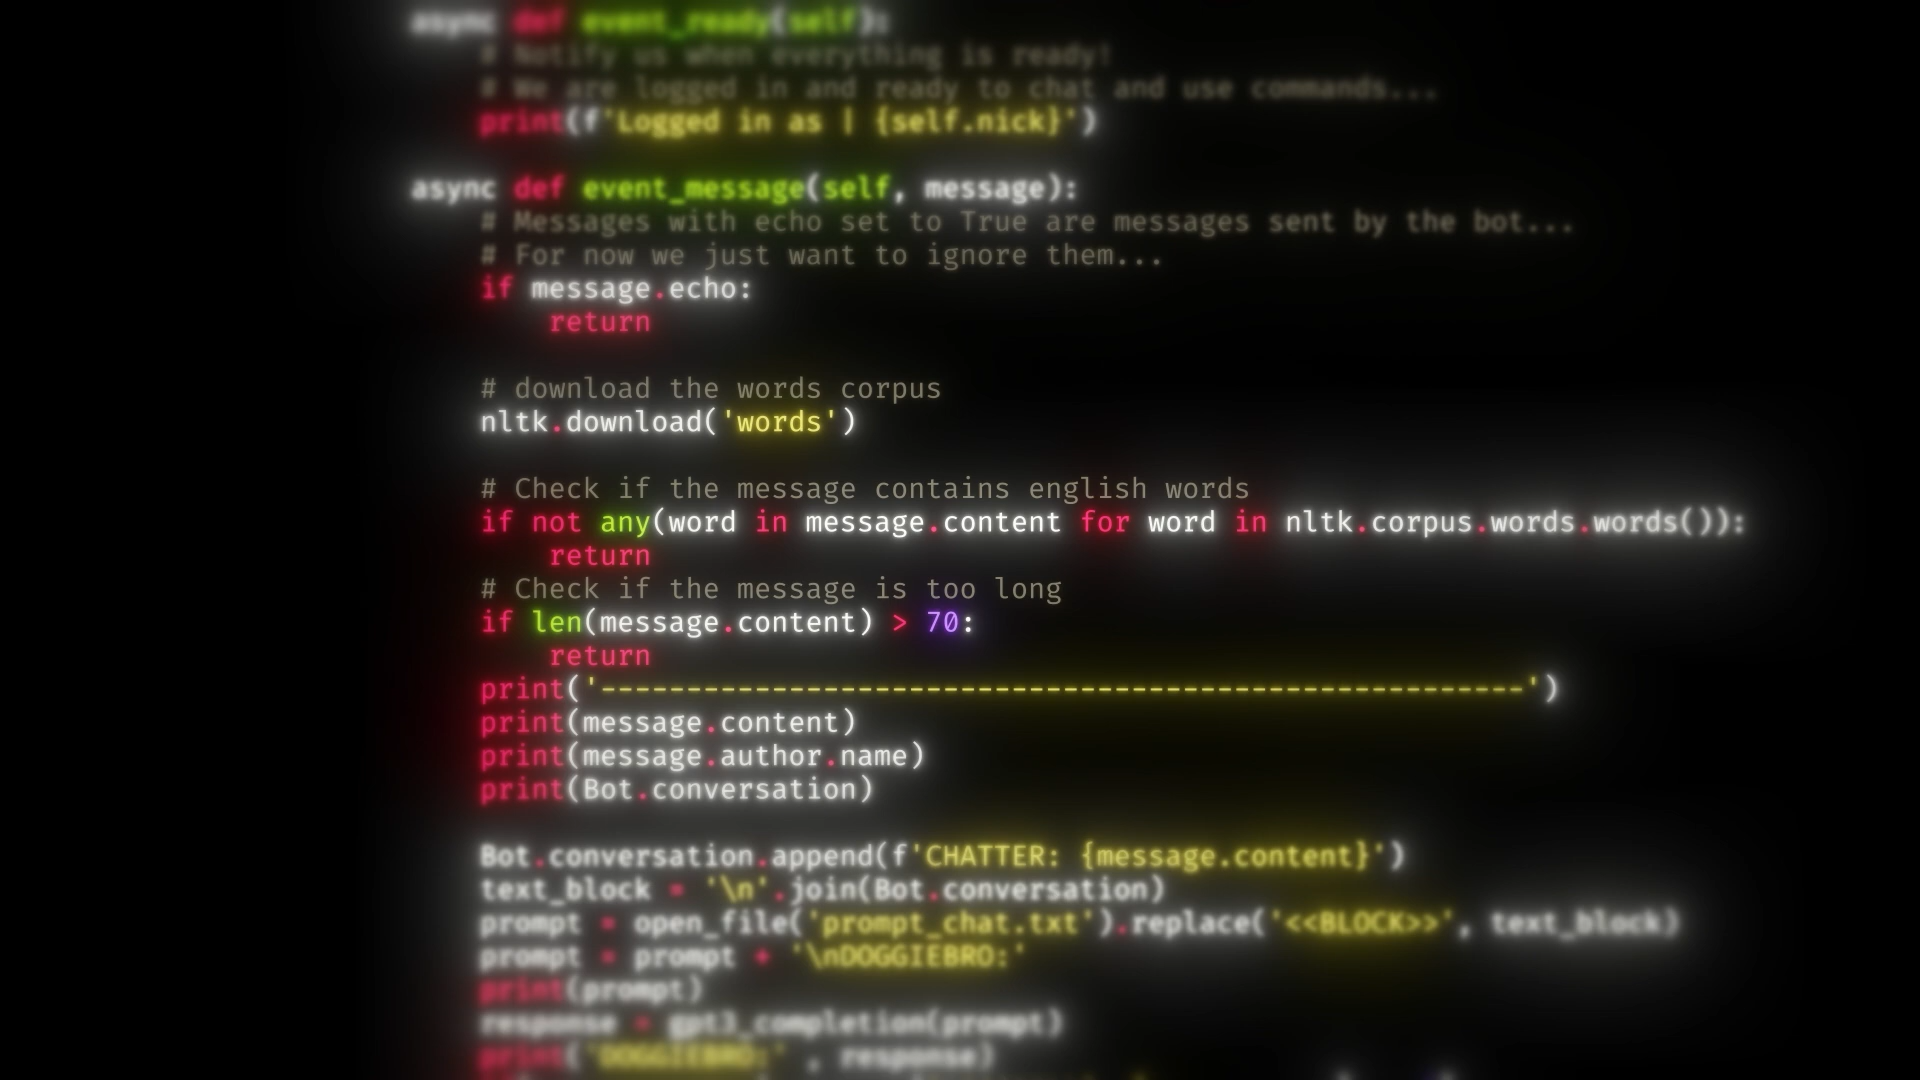 async def event_ready(self):
# Notify us when everything is ready!
# We are logged in and ready to chat and use commands...
print(f'Logged in as | {self.nick}')
async def event_message(self, message):
# Messages with echo set to True are messages sent by the bot...
# For now we just want to ignore them...
if message.echo:
return
# download the words corpus
nltk.download('words')
# Check if the message contains english words
if not any(word in message.content for word in nltk.corpus.words.words()):
return
# Check if the message is too long
if len(message.content) > 70:
return
print('------------------------------------------------------')
print(message.content)
print(message.author.name)
print(Bot.conversation)
Bot.conversation.append(f'CHATTER: {message.content}')
text_block = '\n'.join(Bot.conversation)
prompt = open_file('prompt_chat.txt').replace('<<BLOCK>>', text_block)
prompt = prompt + '\nDOGGIEBRO:'
print(prompt)
response = gpt3_completion(prompt)
print('DOGGIEBRO:' , response)